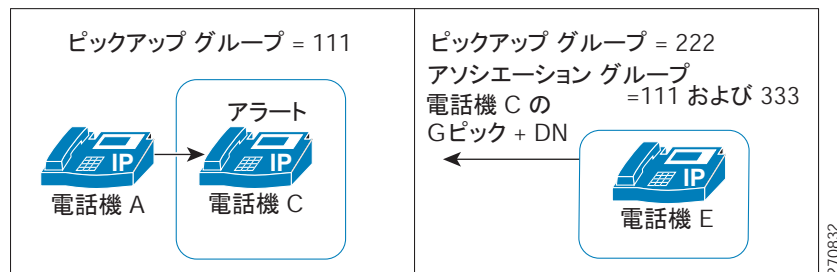 ピックアップ グループ = 111
アラート
IP
IP
電話機 A
電話機 C
ピックアップ グループ = 222
アソシエーション グループ
=111 および 333
電話機 C の
Gピック + DN
IP
電話機 E
270832